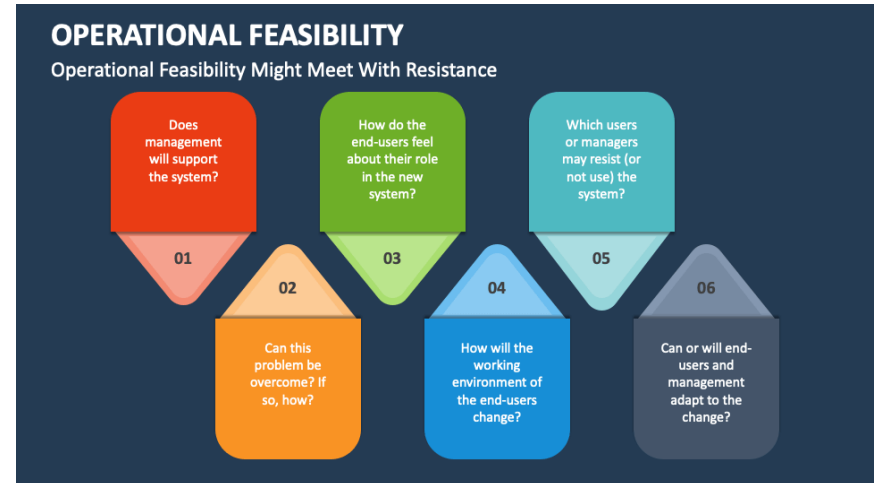 OPERATIONAL FEASIBILITY
Operational Feasibility Might Meet With Resistance
Does
management
will support
the system?
01
02
Can this
problem be
overcome? If
so, how?
How do the
end-users feel
about their role
in the new
system?
03
04
How will the
working
environment of
the end-users
change?
Which users
or managers
may resist (or
not use) the
system?
05
06
Can or will end-
users and
management
adapt to the
change?